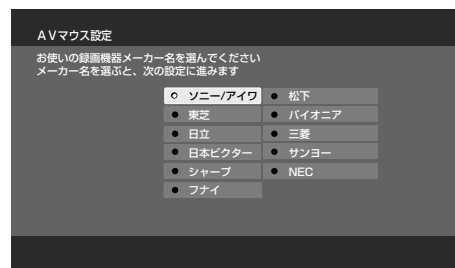 AVマウス設定
お使いの録画機器メーカー名を選んでください
メーカー名を選ぶと、次の設定に進みます
ソニー/アイワ 松下
東芝 パイオニア
日立 三菱
日本ビクター サンヨー
シャープ NEC
フナイ